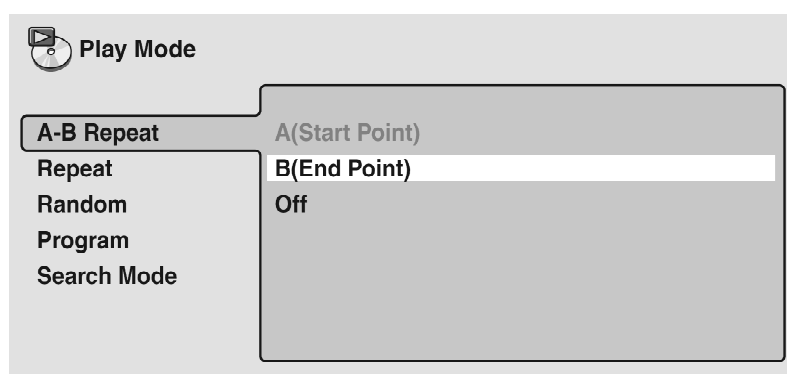 Play Mode
A-B Repeat
Repeat
Random
Program
Search Mode
A(Start Point)
B(End Point)
Off